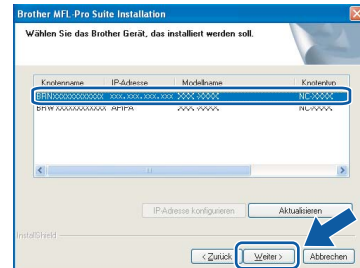 Brother MFL-Pro Suite Installation
Wählen Sie das Brother Gerät, das installiert werden soll.
Knotenname IP-Adresse Modellname Knotentyp
BRNXXXXXXXXXXXX xxx.xxx.xxx.xxx XXX-XXXX NC-XXXX
BRWXXXXXXXXXXXX APIPA XXX-XXXX NC-XXXX
IP-Adresse konfigurieren Aktualisieren
InstallShield
< Zurück Weiter > Abbrechen